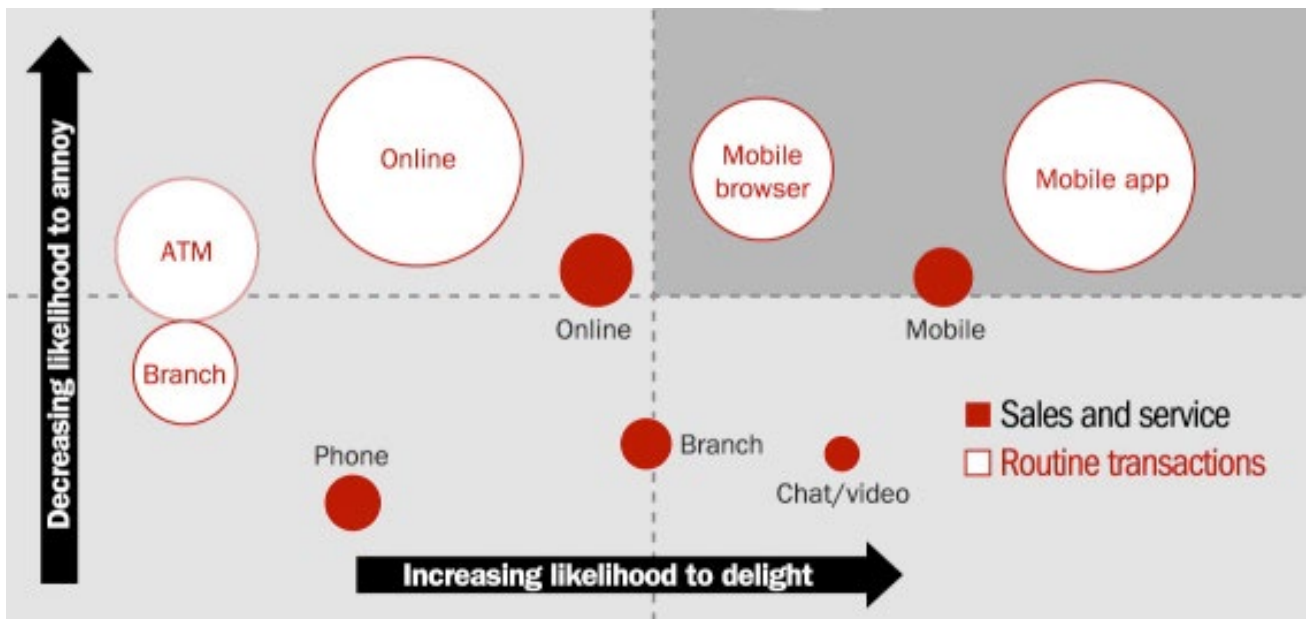 Decreasing likelihood to annoy
Online
Mobile
browser
Mobile app
ATM
Online
Mobile
Branch
Sales and service
Routine transactions
Phone
Branch
Chat/video
Increasing likelihood to delight